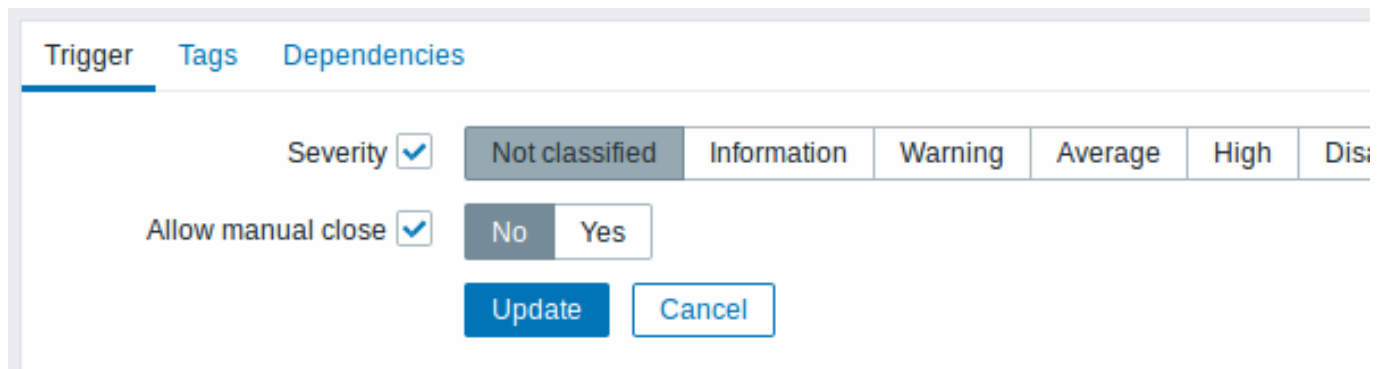 Trigger Tags Dependencies
Severity Not classified Information Warning Average High
Allow manual close No Yes
Update Cancel